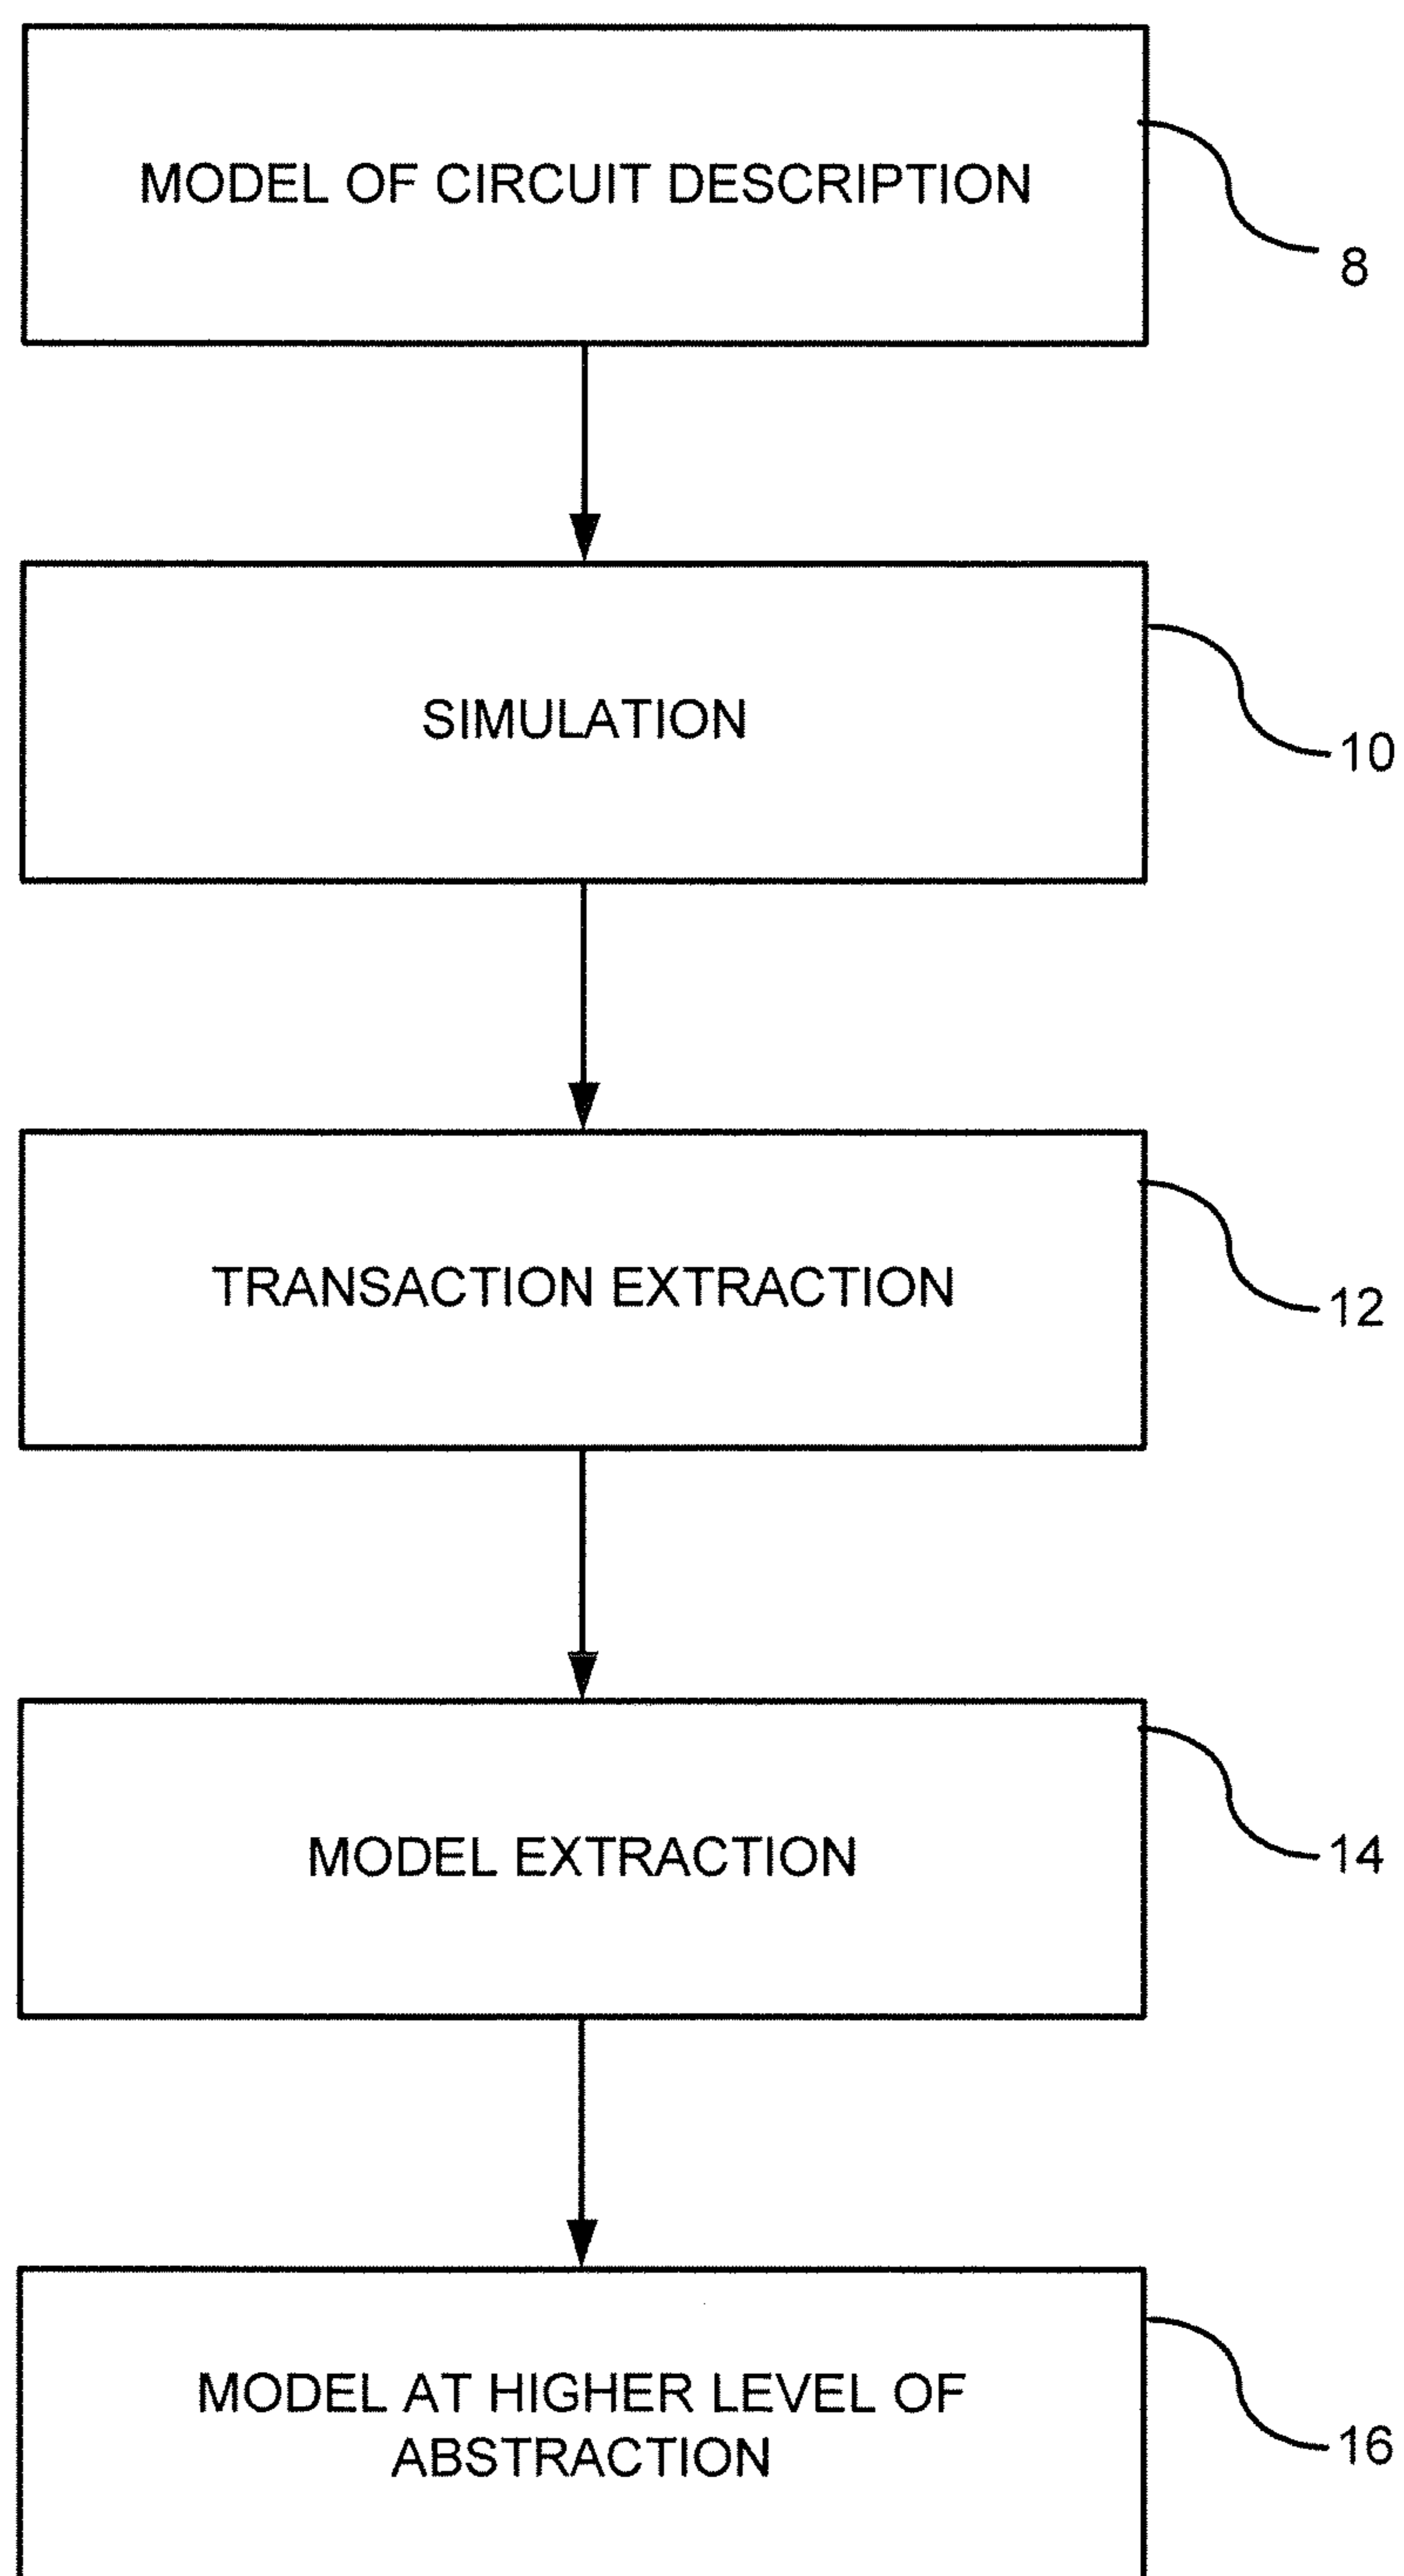 MODEL OF CIRCUIT DESCRIPTION
8
SIMULATION
10
TRANSACTION EXTRACTION
12
MODEL EXTRACTION
14
MODEL AT HIGHER LEVEL OF
ABSTRACTION
16